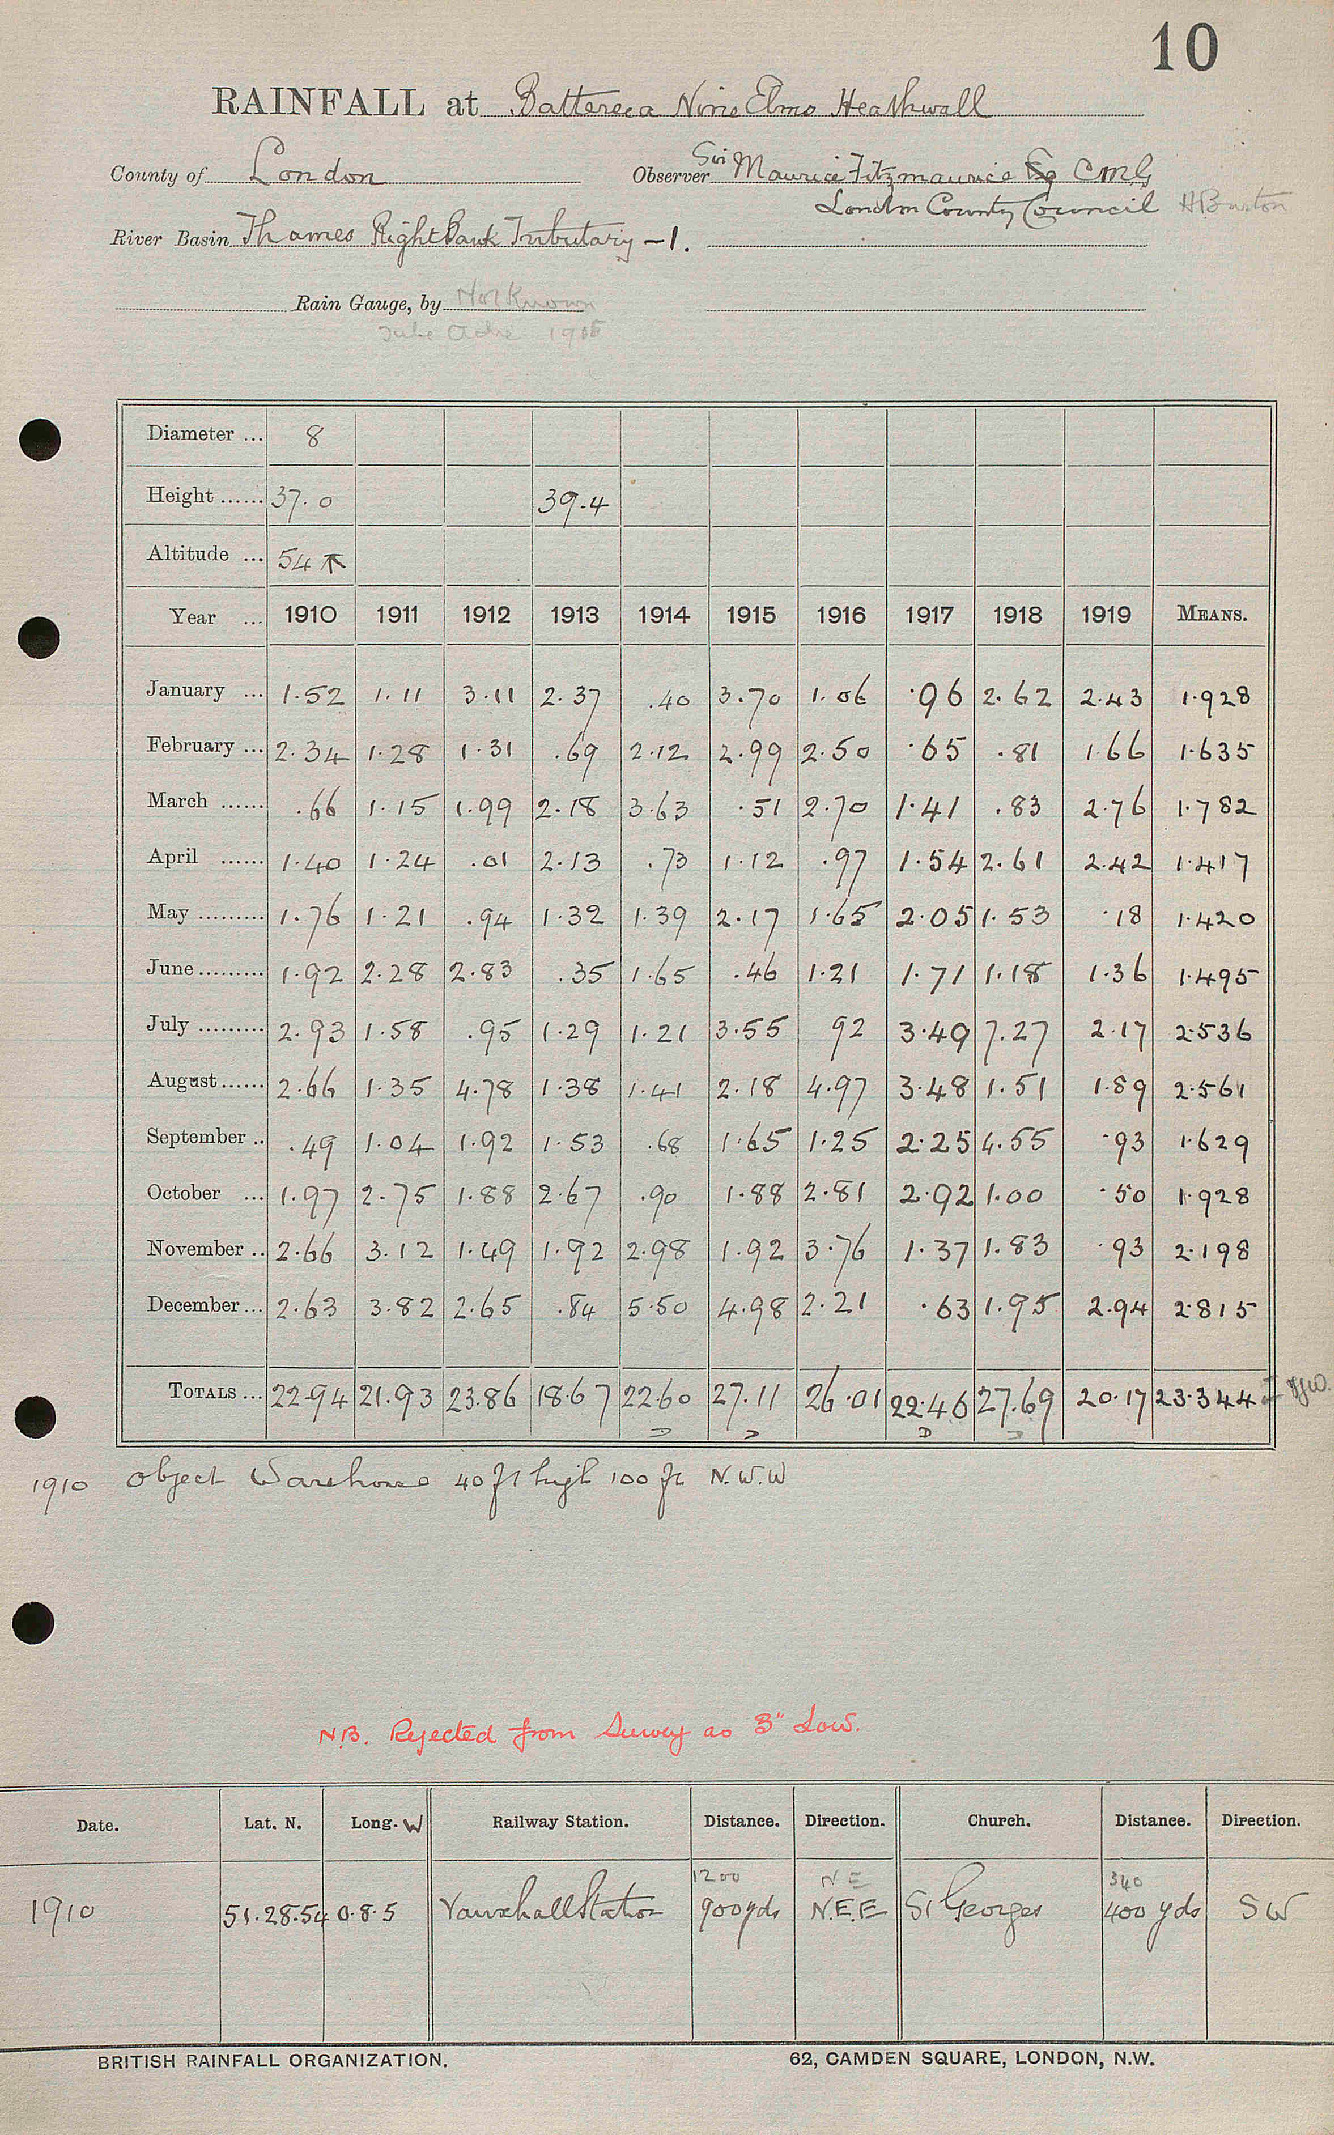 10
RAINFALL at Battersea Nine Elms Heathwall
County of London Observer Sir Maurice Fitzmaurice Esq CMG
London County Council H Burton
River Basin Thames Right Bank Tributary - 1.
Rain Gauge, by Not Known
1905
Diameter ... 8
Height ...... 37.0 39.4
Altitude ... 54
Year ... 1910 1911 1912 1913 1914 1915 1916 1917 1918 1919 MEANS.
January ... 1.52 1.11 3.11 2.37 .40 3.70 1.06 .96 2.62 2.43 1.928
February ... 2.34 1.28 1.31 .69 2.12 2.99 2.50 .65 .81 1.66 1.635
March ...... .66 1.15 1.99 2.18 3.63 .51 2.70 1.41 .83 2.76 1.782
April ...... 1.40 1.24 .01 2.13 .73 1.12 .97 1.54 2.61 2.42 1.417
May ......... 1.76 1.21 .94 1.32 1.39 2.17 1.65 2.05 1.53 .18 1.420
June ......... 1.92 2.28 2.83 .35 1.65 .46 1.21 1.71 1.18 1.36 1.495
July ......... 2.93 1.58 .95 1.29 1.21 3.55 92 3.49 7.27 2.17 2.536
August ...... 2.66 1.35 4.78 1.38 1.41 2.18 4.97 3.48 1.51 1.89 2.561
September .. .49 1.04 1.92 1.53 .68 1.65 1.25 2.25 4.55 .93 1.629
October ... 1.97 2.75 1.88 2.67 .90 1.88 2.81 2.92 1.00 .50 1.928
November .. 2.66 3.12 1.49 1.92 2.98 1.92 3.76 1.37 1.83 .93 2.198
December ... 2.63 3.82 2.65 .84 5.50 4.98 2.21 .63 1.95 2.94 2.815
TOTALS ... 22.94 21.93 23.86 18.67 22.60 27.11 26.01 22.46 27.69 20.17 23.344
D D D D
1910 Object Warehouse 40 ft high 100 ft N.W.W
N.B. Rejected from Survey as 3" Low.
Date. Lat. N. Long. W Railway Station. Distance. Direction. Church. Distance. Direction.
1200 NE 340
1910 51.28.54 0.8.5 Vauxhall Station 900 yds N.E.E St Georges 400 yds SW
BRITISH RAINFALL ORGANIZATION. 62, CAMDEN SQUARE, LONDON, N.W.